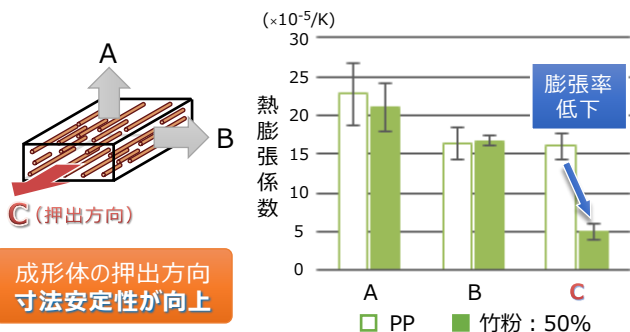 A
B
C(押出方向)
成形体の押出方向
寸法安定性が向上
(×10-5/K)
熱膨張係数
30
25
20
15
10
5
0
膨張率
低下
A
B
C
PP
竹粉：50%